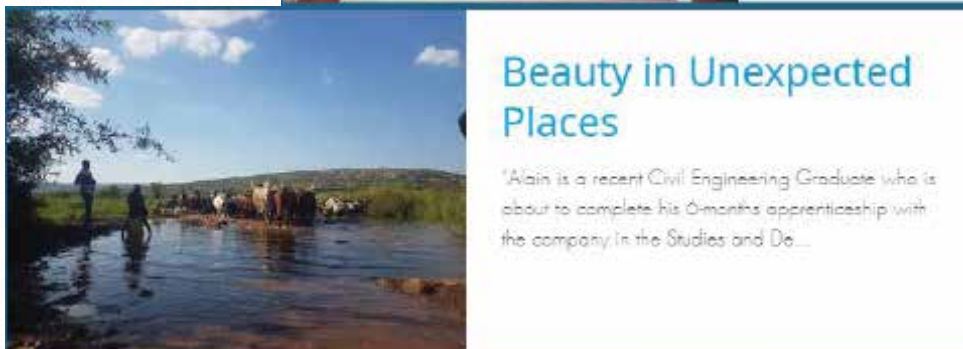 Beauty in Unexpected
Places
"Alain is a recent Civil Engineering Graduate who is
about to complete his 6-months apprenticeship with
the company in the Studies and De...